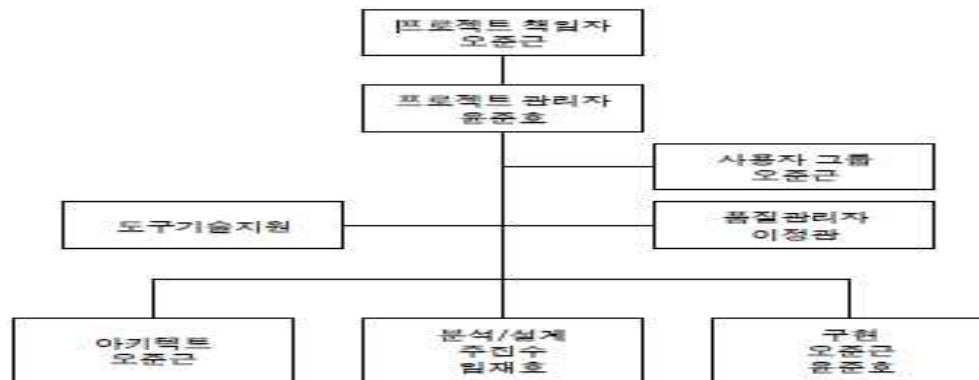 프로젝트 책임자
오준근
프로젝트 관리자
윤준호
사용자 그룹
오준근
도구기술지원
품질관리자
이정관
아키텍트
오준근
분석/설계
주진수
임재호
구현
오준근
윤준호